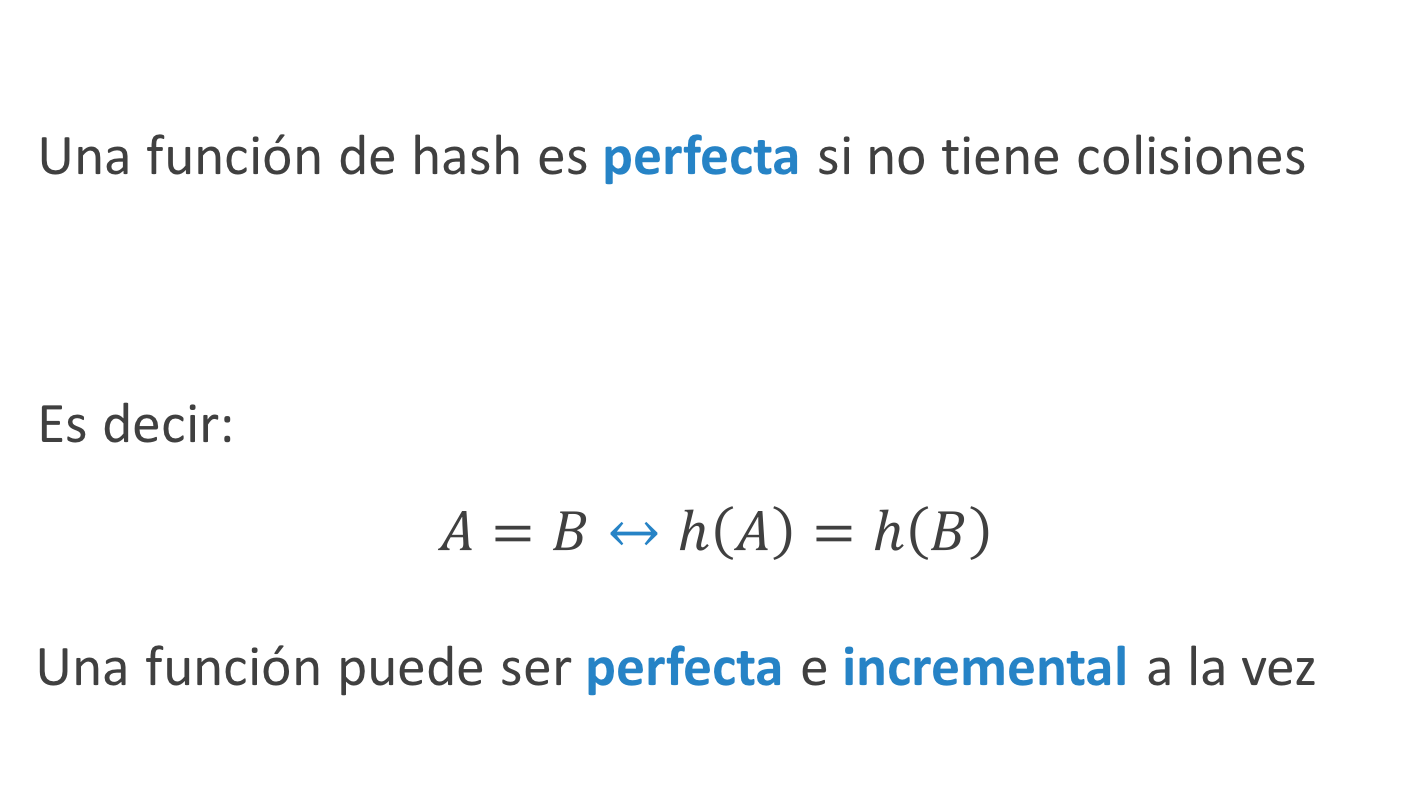 Una función de hash es perfecta si no tiene colisiones
Es decir:
A = B ↔ h(A) = h(B)
Una función puede ser perfecta e incremental a la vez